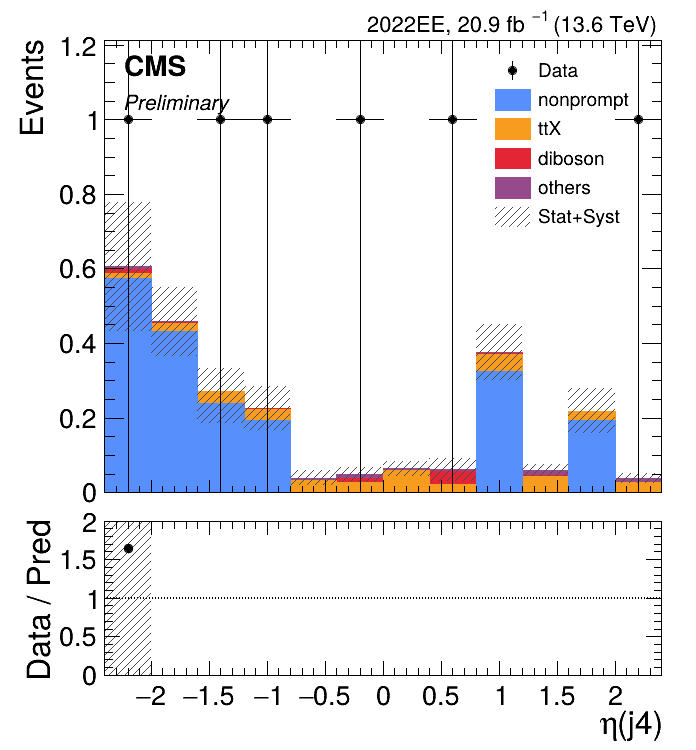 2022EE, 20.9 fb⁻¹ (13.6 TeV)
CMS
Preliminary
Events
1.2
1
0.8
0.6
0.4
0.2
0
Data
nonprompt
ttX
diboson
others
Stat+Syst
Data / Pred
2
1.5
1
0.5
0
−2 −1.5 −1 −0.5 0 0.5 1 1.5 2
η(j4)